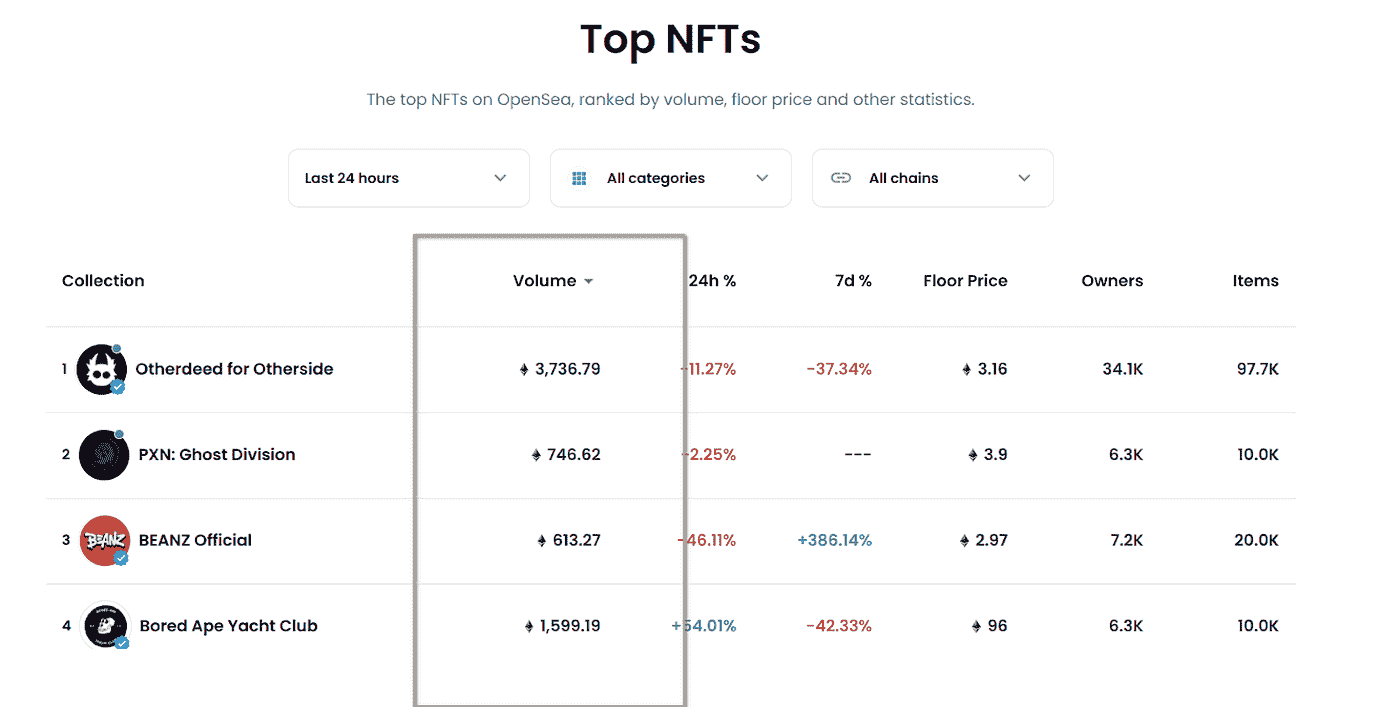 Top NFTs
The top NFTs on OpenSea, ranked by volume, floor price and other statistics.
Last 24 hours All categories All chains
Collection Volume 24h % 7d % Floor Price Owners Items
1 Otherdeed for Otherside 3,736.79 -11.27% -37.34% 3.16 34.1K 97.7K
2 PXN: Ghost Division 746.62 -2.25% --- 3.9 6.3K 10.0K
3 BEANZ BEANZ Official 613.27 -46.11% +386.14% 2.97 7.2K 20.0K
4 Bored Ape Yacht Club 1,599.19 +54.01% -42.33% 96 6.3K 10.0K